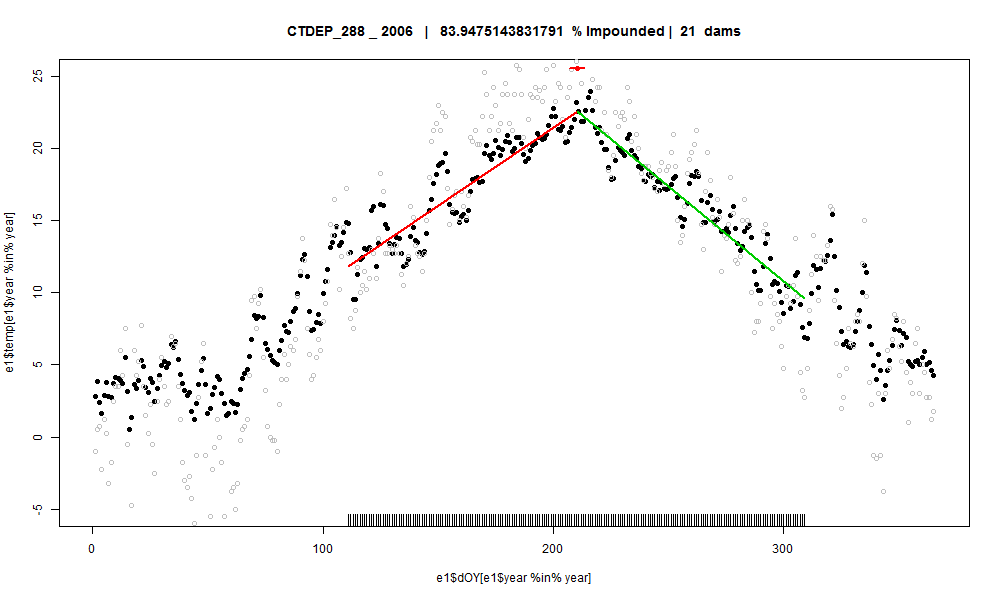 CTDEP_288 _ 2006 | 83.9475143831791 % Impounded | 21 dams
e1$temp[e1$year %in% year]
25
20
15
10
5
0
-5
0 100 200 300
e1$dOY[e1$year %in% year]